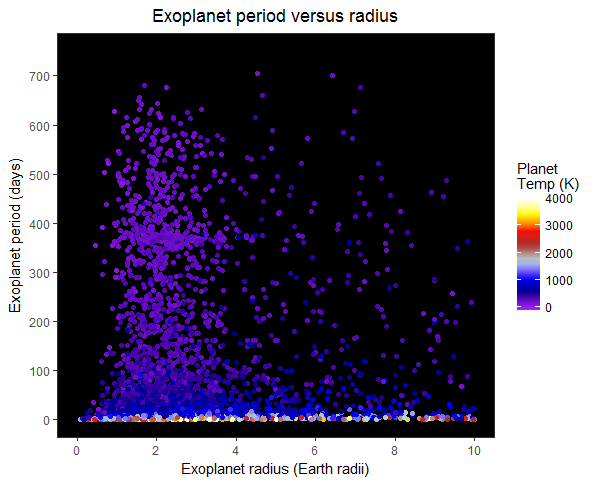 Exoplanet period versus radius
Exoplanet period (days)
700
600
500
400
300
200
100
0
0 2 4 6 8 10
Exoplanet radius (Earth radii)
Planet
Temp (K)
4000
3000
2000
1000
0